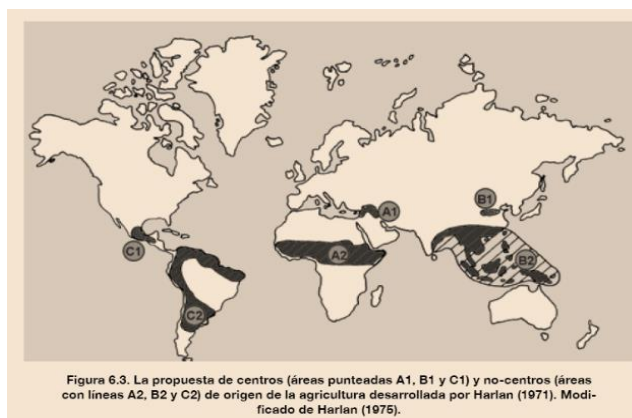 A1
B1
C1
A2
B2
C2
Figura 6.3. La propuesta de centros (áreas punteadas A1, B1 y C1) y no-centros (áreas
con líneas A2, B2 y C2) de origen de la agricultura desarrollada por Harlan (1971). Modi-
ficado de Harlan (1975).